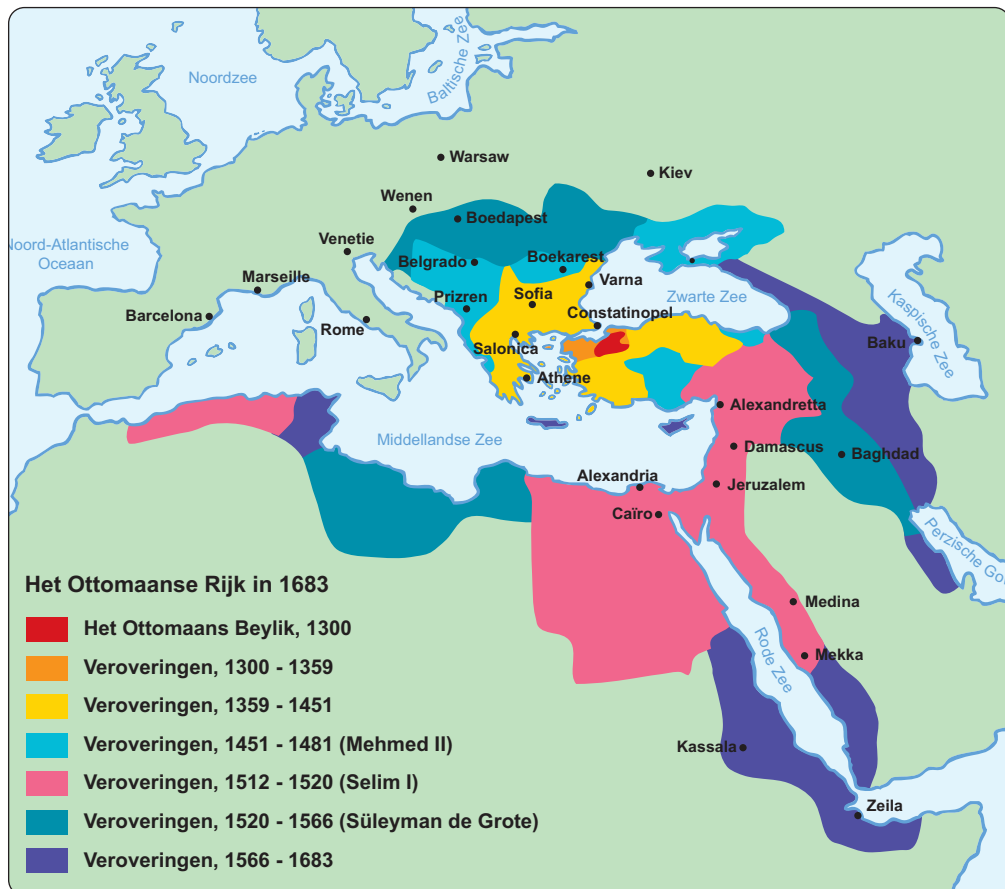 Noordzee
Baltische Zee
Warsaw
Kiev
Wenen
Boedapest
Noord-Atlantische
Oceaan
Venetie
Belgrado
Boekarest
Varna
Marseille
Prizren
Sofia
Zwarte Zee
Kaspische Zee
Barcelona
Rome
Constatinopel
Baku
Salonica
Athene
Alexandretta
Middellandse Zee
Damascus
Baghdad
Alexandria
Jeruzalem
Caïro
Perzische Gol
Het Ottomaanse Rijk in 1683
Het Ottomaans Beylik, 1300
Veroveringen, 1300 - 1359
Veroveringen, 1359 - 1451
Veroveringen, 1451 - 1481 (Mehmed II)
Veroveringen, 1512 - 1520 (Selim I)
Veroveringen, 1520 - 1566 (Süleyman de Grote)
Veroveringen, 1566 - 1683
Medina
Rode Zee
Mekka
Kassala
Zeila